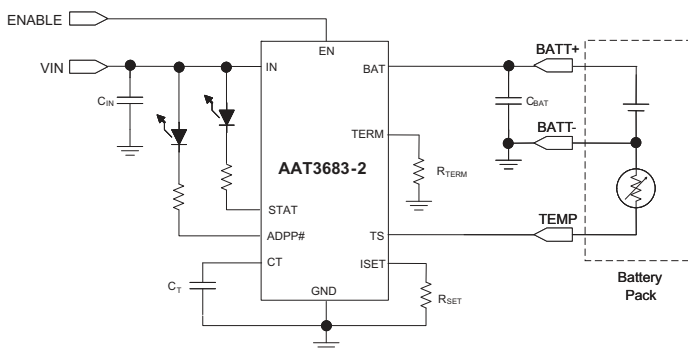 ENABLE
EN
VIN
IN
BAT
BATT+
C_IN
C_BAT
TERM
BATT-
AAT3683-2
R_TERM
STAT
TEMP
ADPP#
TS
CT
ISET
C_T
GND
R_SET
Battery
Pack